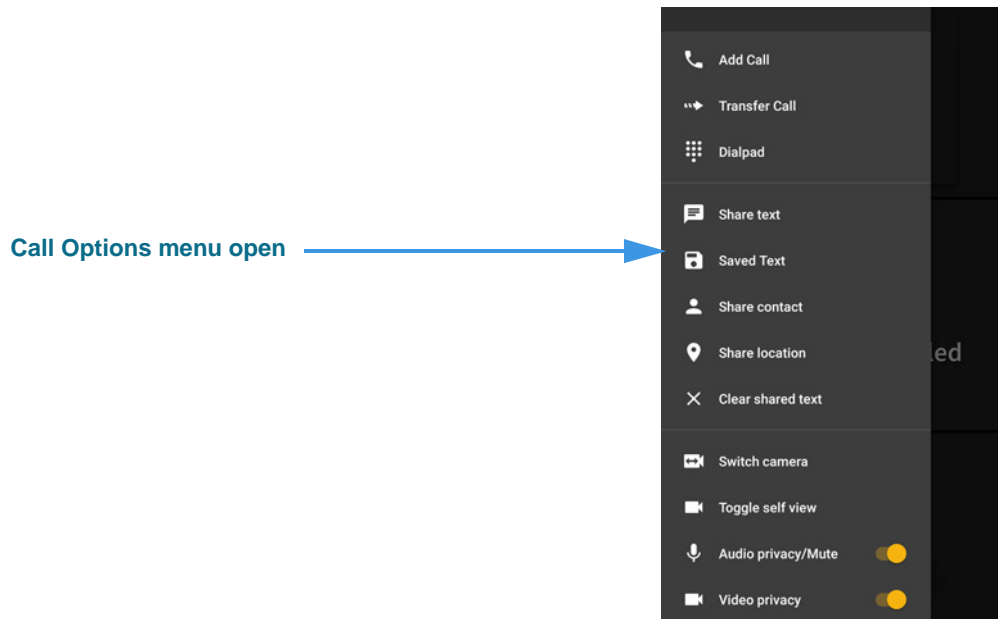 Add Call
Transfer Call
Dialpad
Share text
Call Options menu open
Saved Text
Share contact
Share location
led
Clear shared text
Switch camera
Toggle self view
Audio privacy/Mute
Video privacy